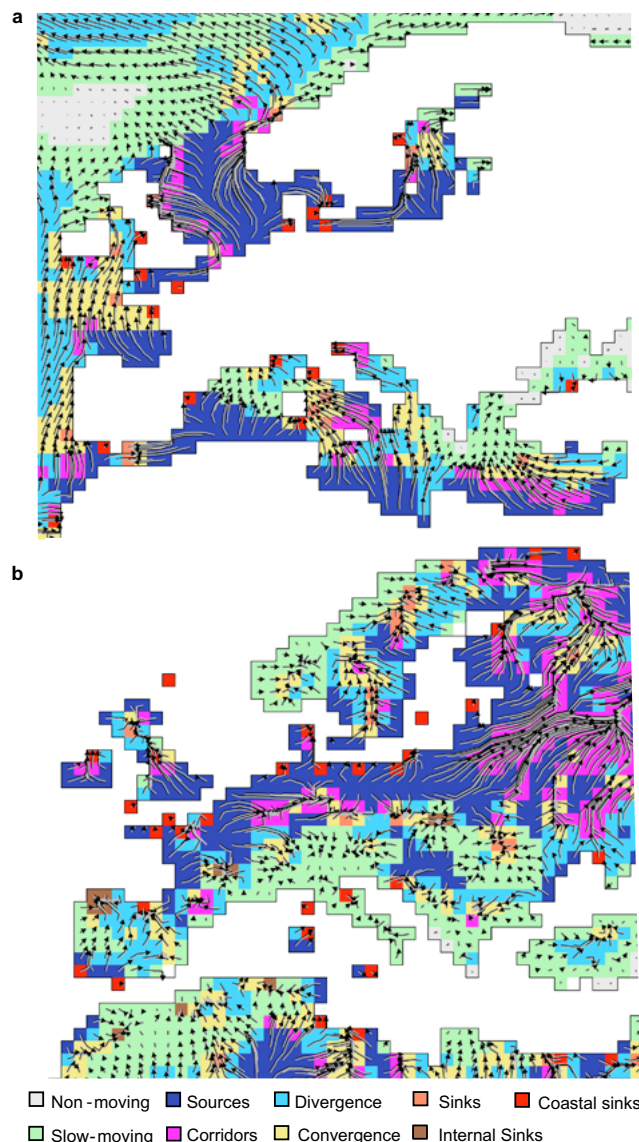 a
b
Non-moving Sources Divergence Sinks Coastal sinks
Slow-moving Corridors Convergence Internal Sinks